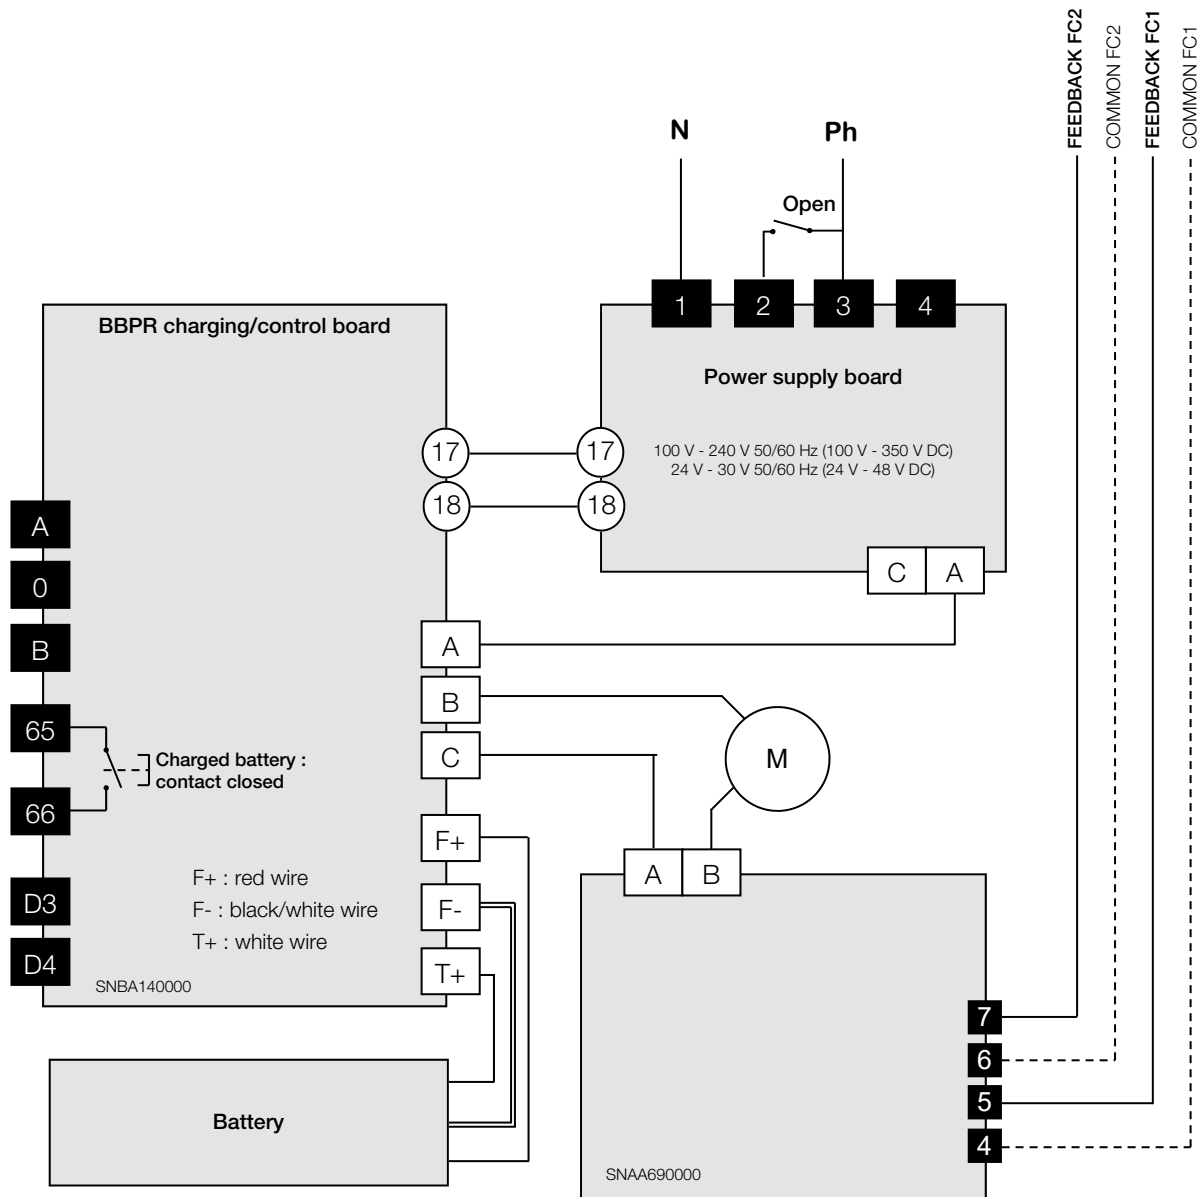 FEEDBACK FC2
COMMON FC2
FEEDBACK FC1
COMMON FC1
N
Ph
Open
1
2
3
4
BBPR charging/control board
Power supply board
100 V - 240 V 50/60 Hz (100 V - 350 V DC)
24 V - 30 V 50/60 Hz (24 V - 48 V DC)
17
17
18
18
A
0
B
C
A
A
B
C
M
65
66
Charged battery :
contact closed
F+
F-
T+
A
B
F+ : red wire
F- : black/white wire
T+ : white wire
D3
D4
SNBA140000
7
6
5
4
Battery
SNAA690000